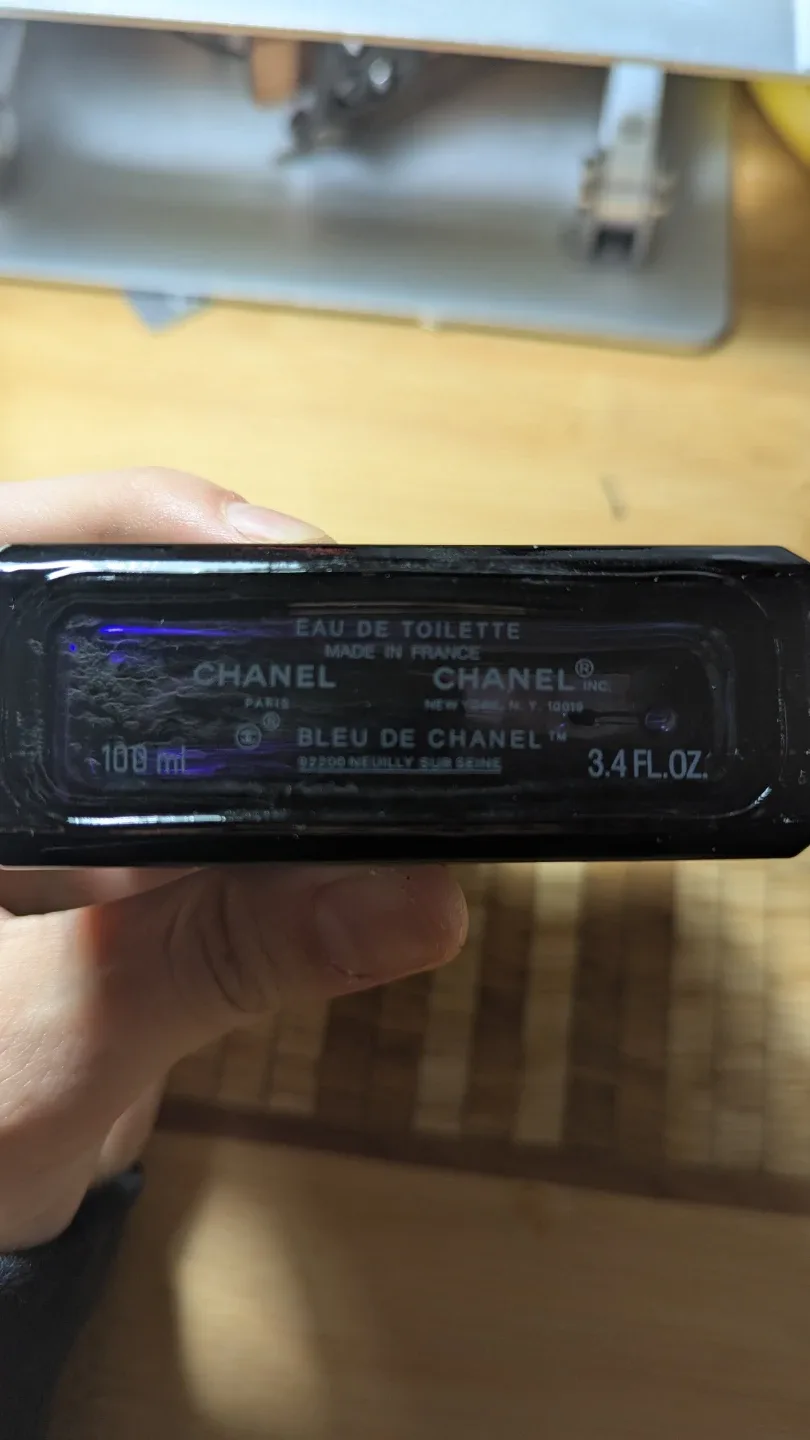 EAU DE TOILETTE
MADE IN FRANCE
CHANEL CHANEL® INC.
PARIS NEW YORK, N. Y. 10019
®
BLEU DE CHANEL™
100 ml 92200 NEUILLY SUR SEINE 3.4 FL.OZ.